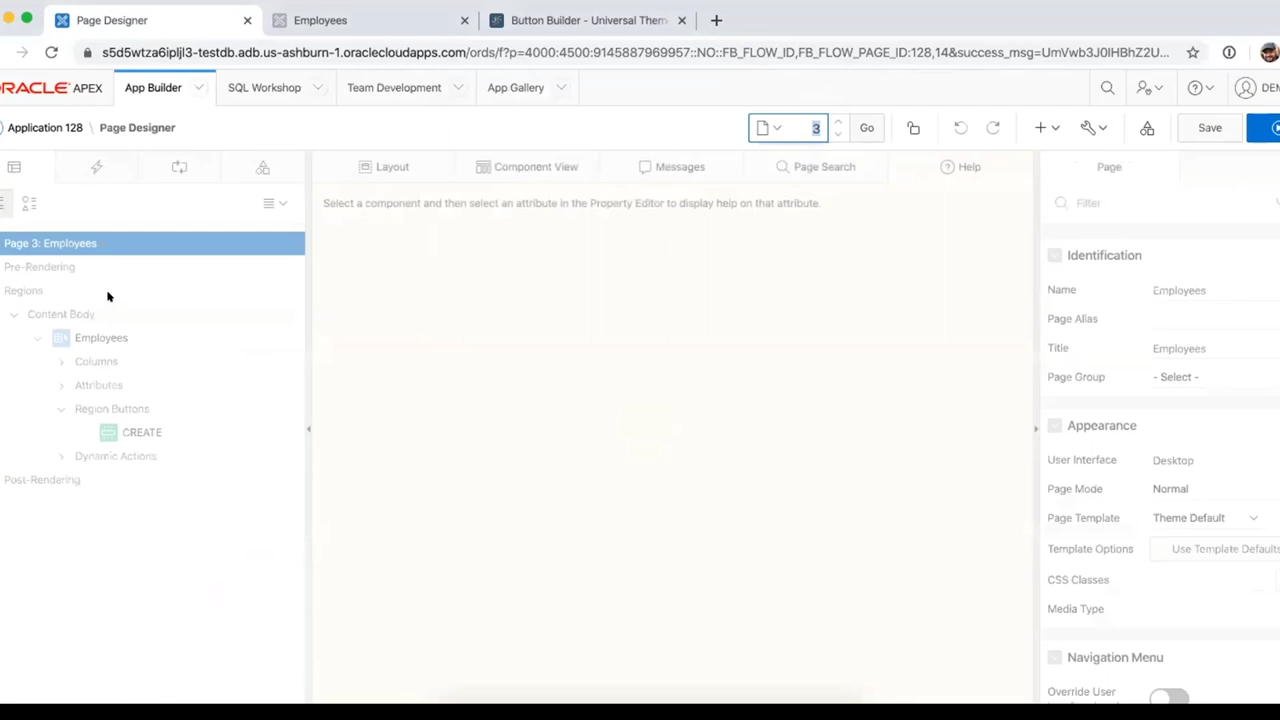 Page Designer
Employees
Button Builder - Universal Them
s5d5wtza6ipljl3-testdb.adb.us-ashburn-1.oraclecloudapps.com/ords/f?p=4000:4500:9145887969957::NO::FB_FLOW_ID,FB_FLOW_PAGE_ID:128,14&success_msg=UmVwb3J0IHBhZ2U...
ORACLE APEX App Builder SQL Workshop Team Development App Gallery DEM
Application 128 \ Page Designer 3 Go Save
Layout Component View Messages Page Search Help Page
Select a component and then select an attribute in the Property Editor to display help on that attribute.
Filter
Page 3: Employees
Pre-Rendering
Regions
Content Body
Employees
Columns
Attributes
Region Buttons
CREATE
Dynamic Actions
Post-Rendering
Identification
Name Employees
Page Alias
Title Employees
Page Group - Select -
Appearance
User Interface Desktop
Page Mode Normal
Page Template Theme Default
Template Options Use Template Defaults
CSS Classes
Media Type
Navigation Menu
Override User